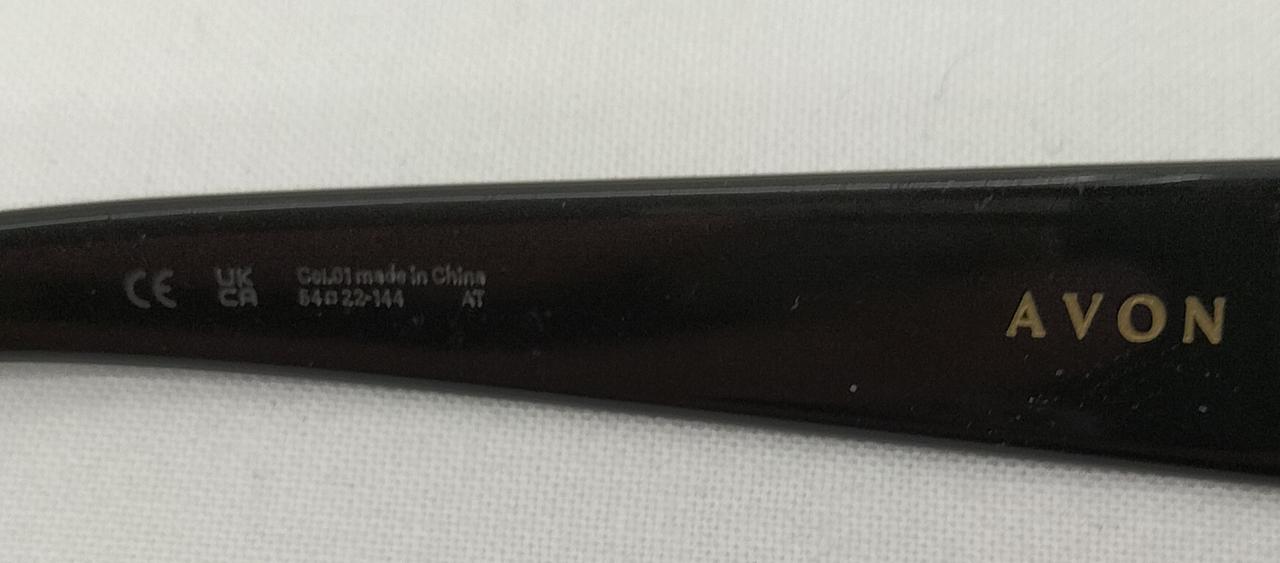 CE
UK
CA
Col.01 made in China
54□22-144 AT
AVON